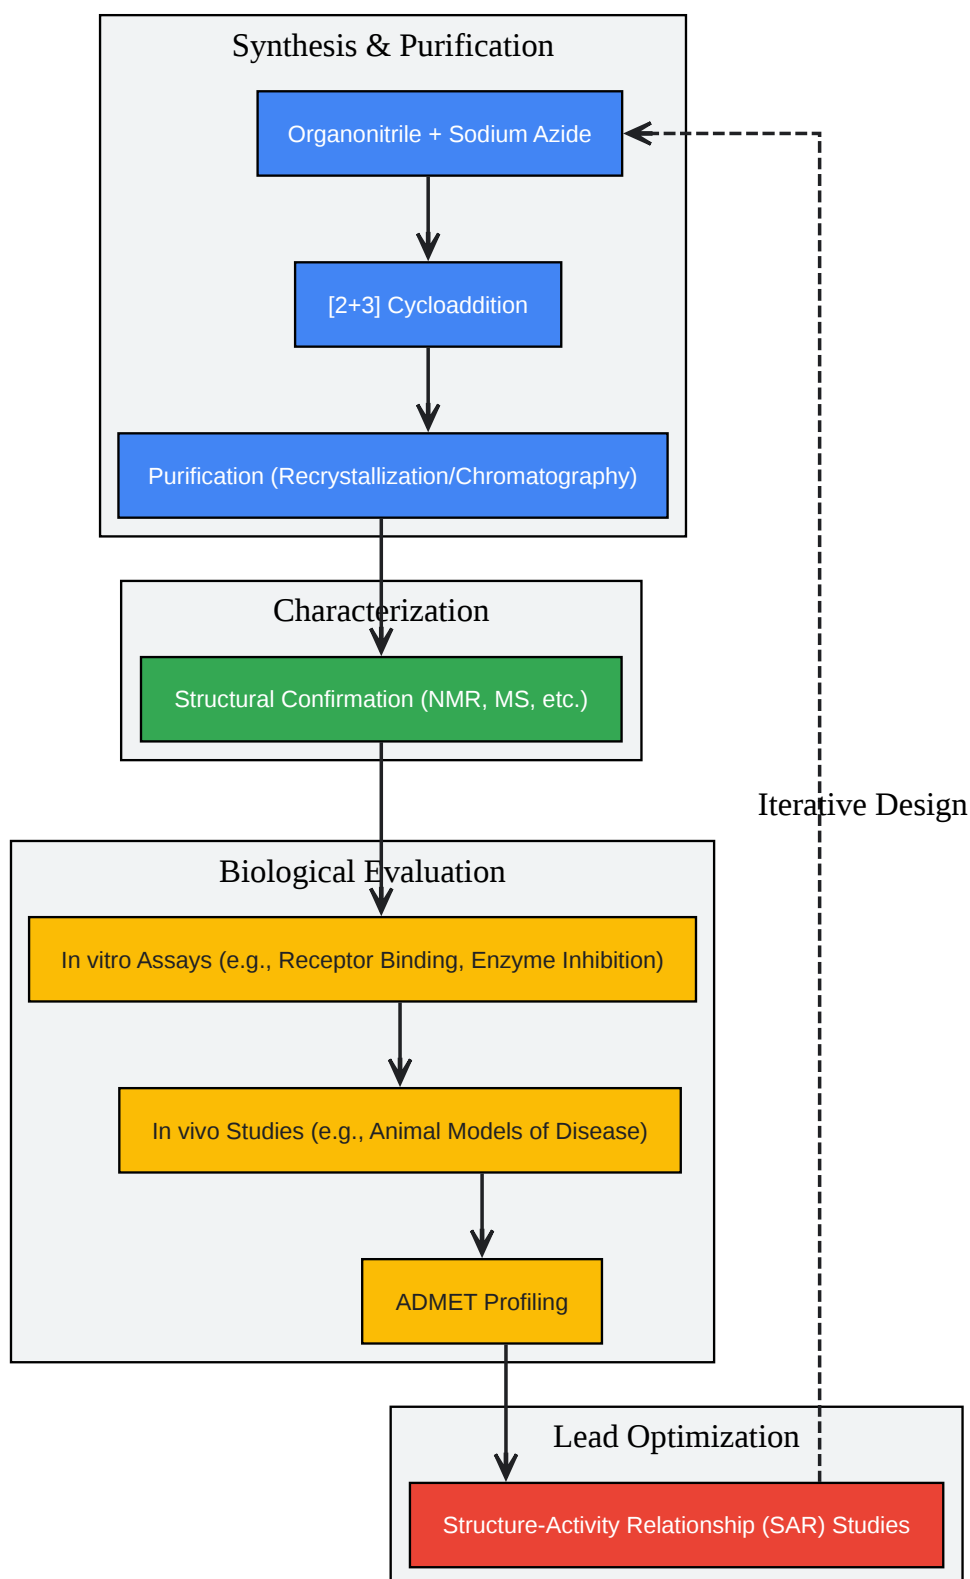 Synthesis & Purification
Organonitrile + Sodium Azide
[2+3] Cycloaddition
Purification (Recrystallization/Chromatography)
Characterization
Structural Confirmation (NMR, MS, etc.)
Iterative Design
Biological Evaluation
In vitro Assays (e.g., Receptor Binding, Enzyme Inhibition)
In vivo Studies (e.g., Animal Models of Disease)
ADMET Profiling
Lead Optimization
Structure-Activity Relationship (SAR) Studies